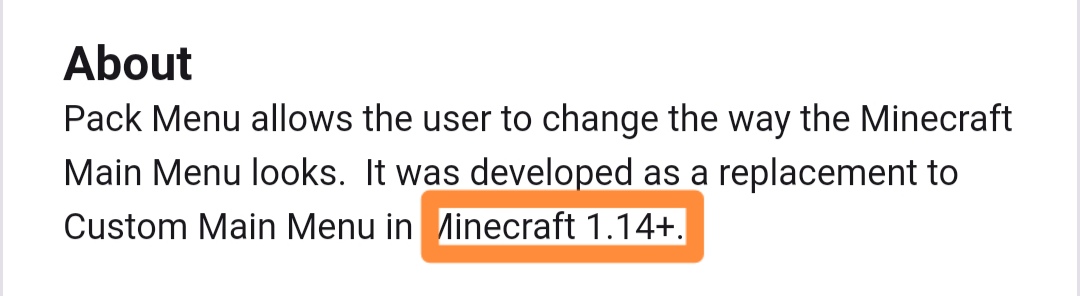 About
Pack Menu allows the user to change the way the Minecraft
Main Menu looks.  It was developed as a replacement to
Custom Main Menu in Minecraft 1.14+.